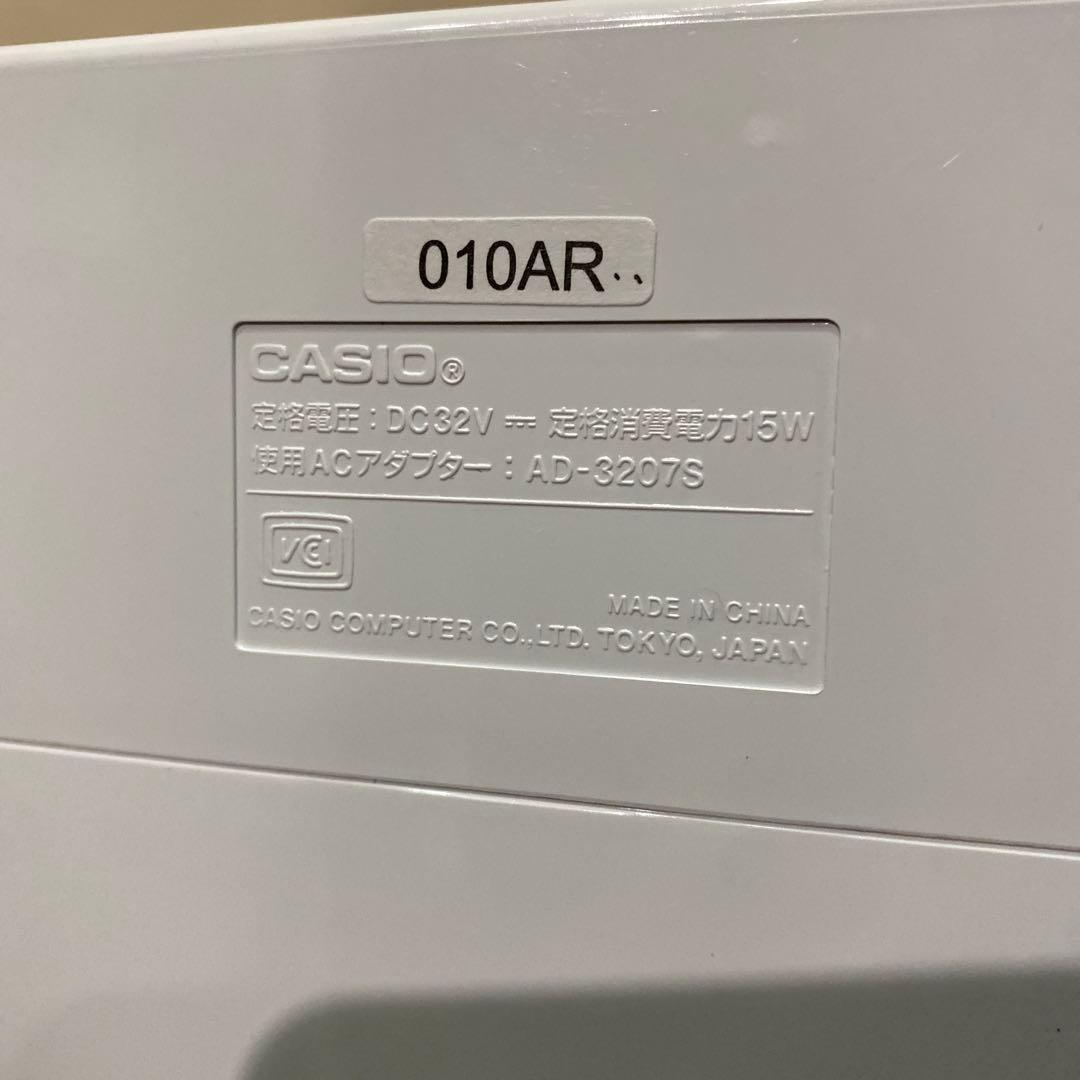 010AR..
CASIO®
定格電圧：DC32V ⎓ 定格消費電力15W
使用ACアダプター：AD-3207S
VCI
MADE IN CHINA
CASIO COMPUTER CO.,LTD. TOKYO, JAPAN